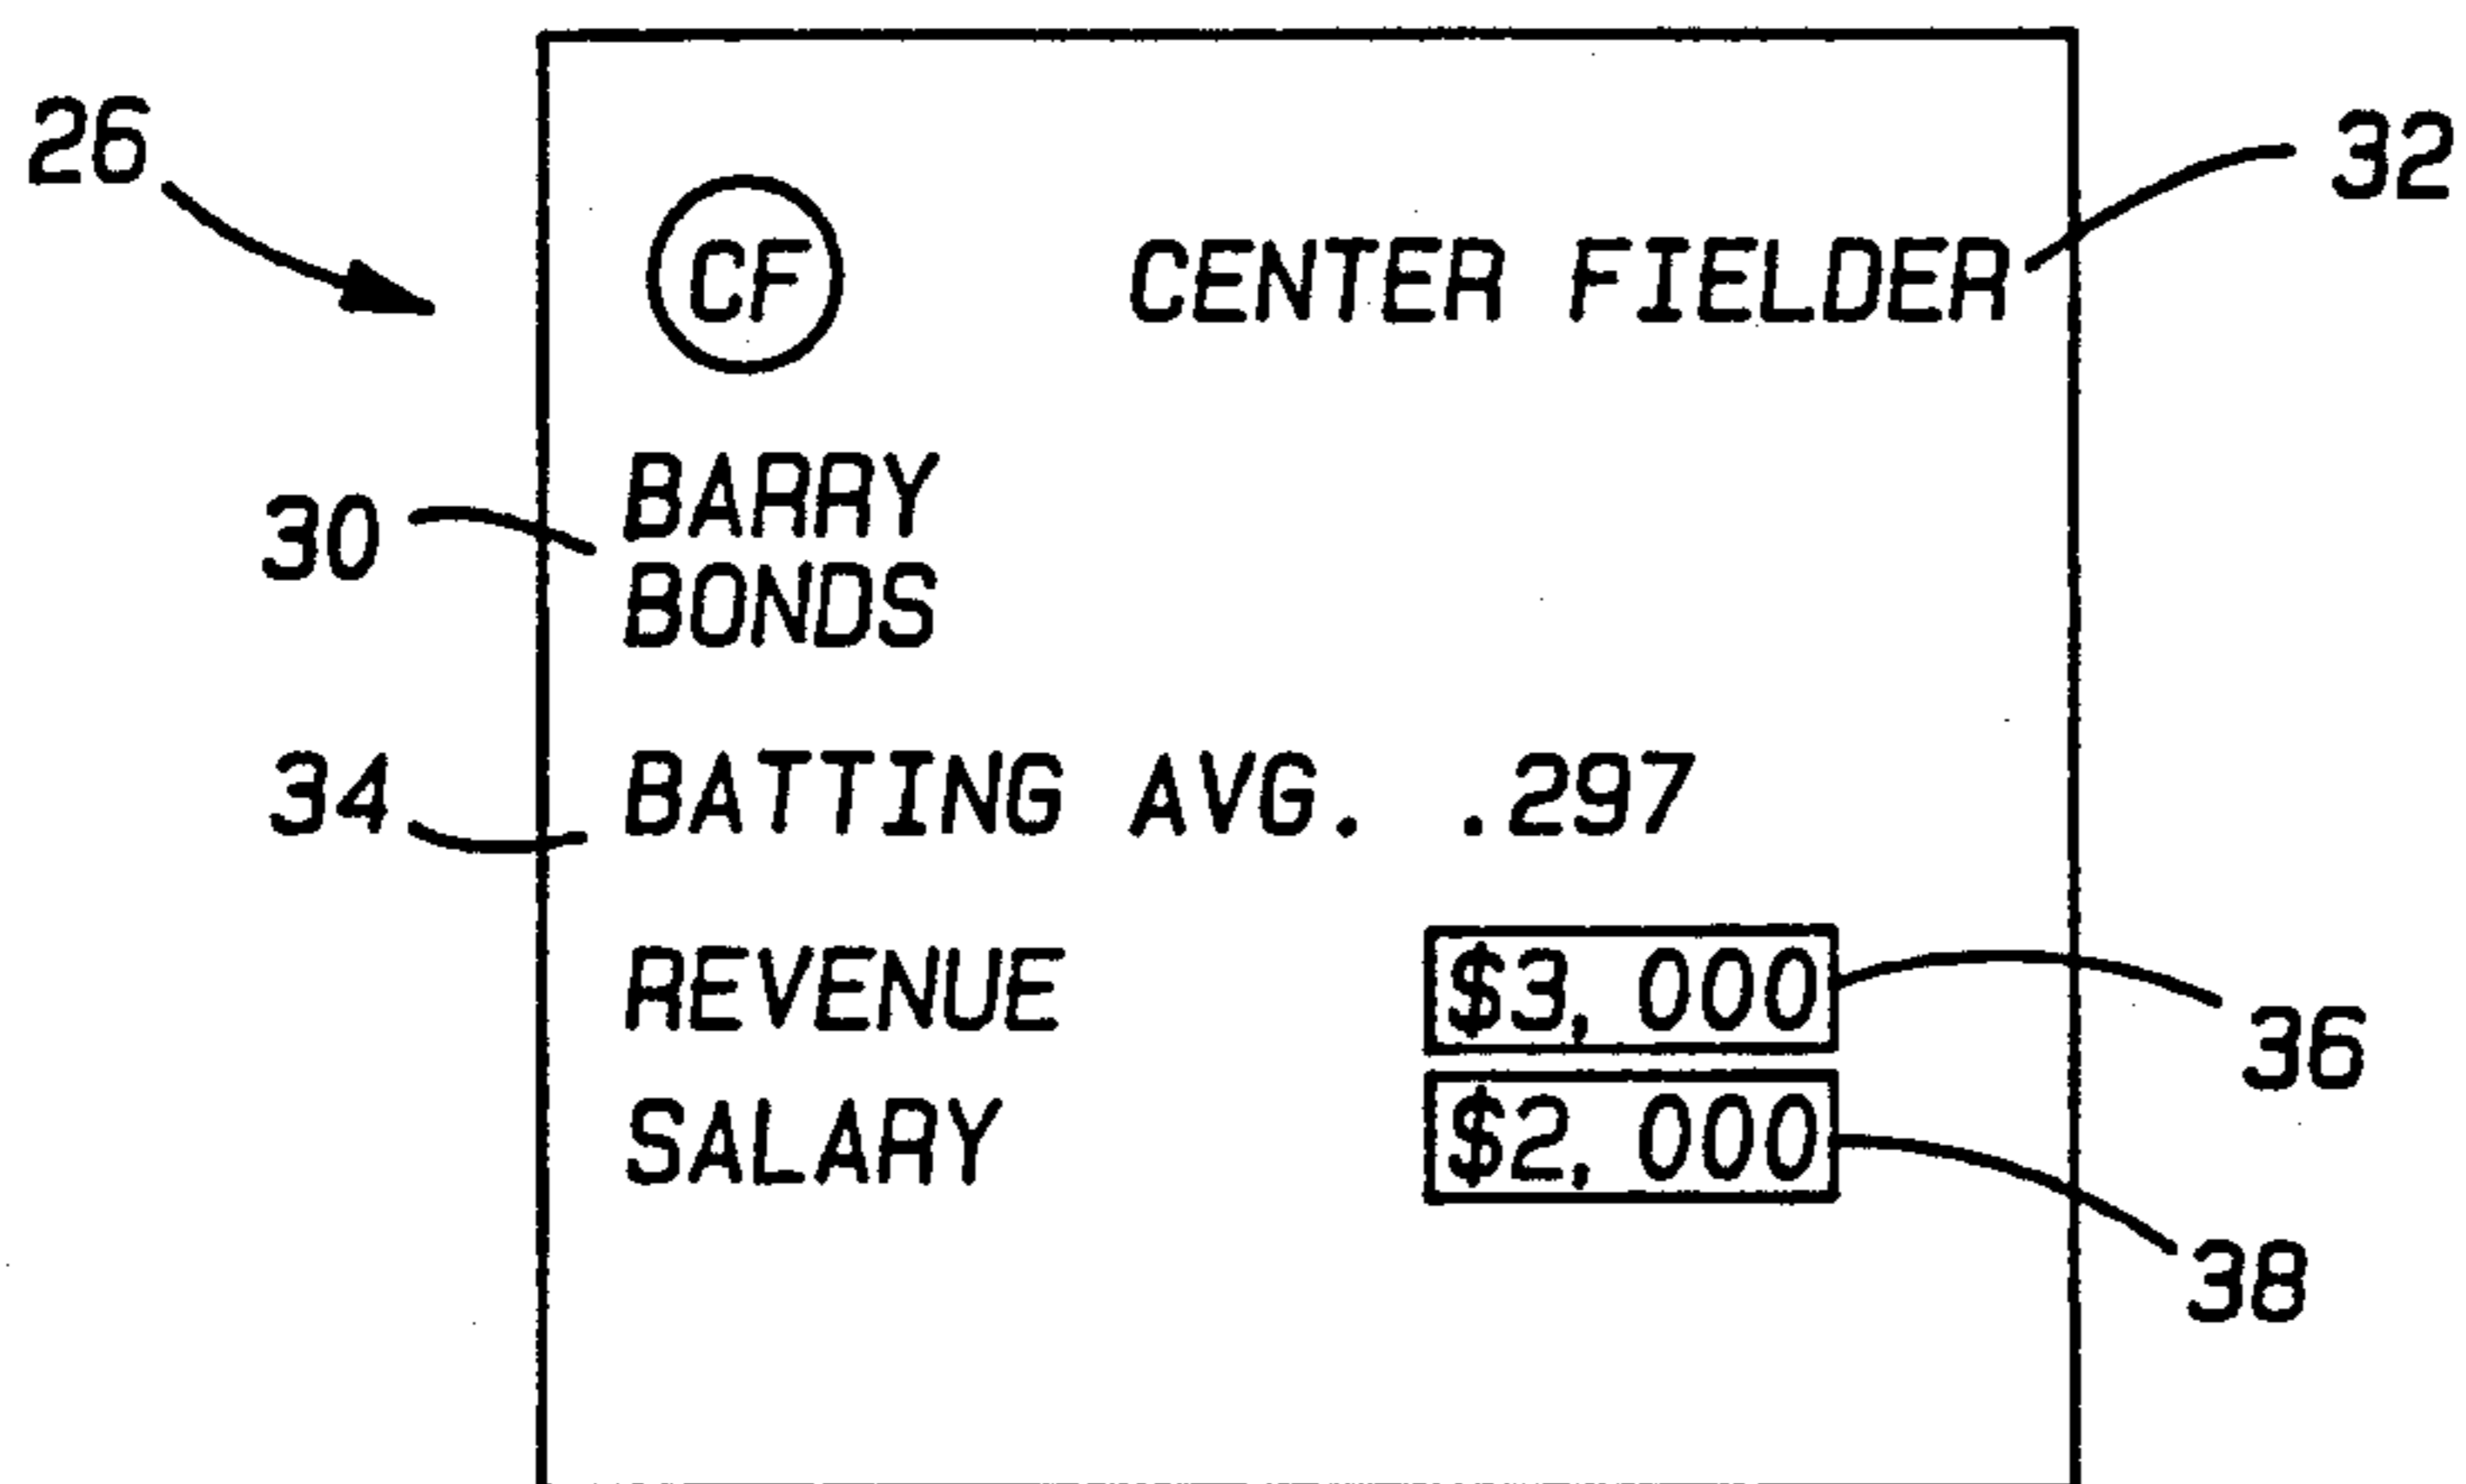 26
32
CF CENTER FIELDER
30
BARRY
BONDS
34
BATTING AVG. .297
REVENUE $3,000
36
SALARY $2,000
38